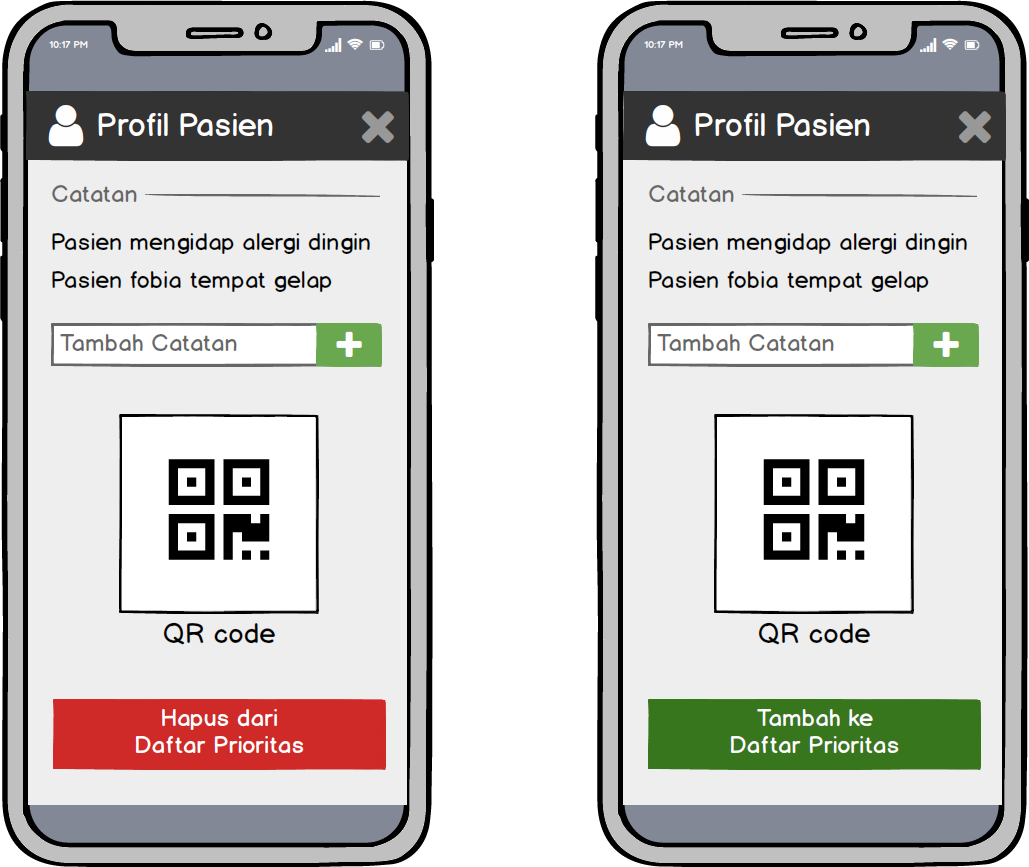 10:17 PM
Profil Pasien
Catatan
Pasien mengidap alergi dingin
Pasien fobia tempat gelap
Tambah Catatan
QR code
Hapus dari
Daftar Prioritas
10:17 PM
Profil Pasien
Catatan
Pasien mengidap alergi dingin
Pasien fobia tempat gelap
Tambah Catatan
QR code
Tambah ke
Daftar Prioritas